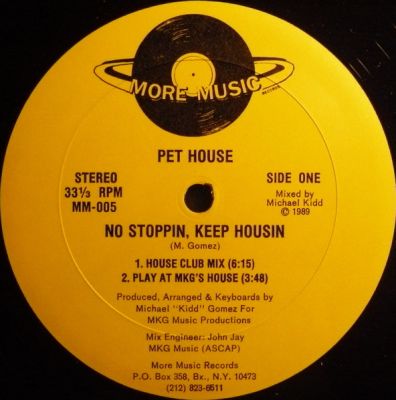 MORE MUSIC
RECORDS
PET HOUSE
STEREO
33⅓ RPM
MM-005
SIDE ONE
Mixed by
Michael Kidd
© 1989
NO STOPPIN, KEEP HOUSIN
(M. Gomez)
1. HOUSE CLUB MIX (6:15)
2. PLAY AT MKG'S HOUSE (3:48)
Produced, Arranged & Keyboards by
Michael "Kidd" Gomez For
MKG Music Productions
Mix Engineer: John Jay
MKG Music (ASCAP)
More Music Records
P.O. Box 358, Bx., N.Y. 10473
(212) 823-6511